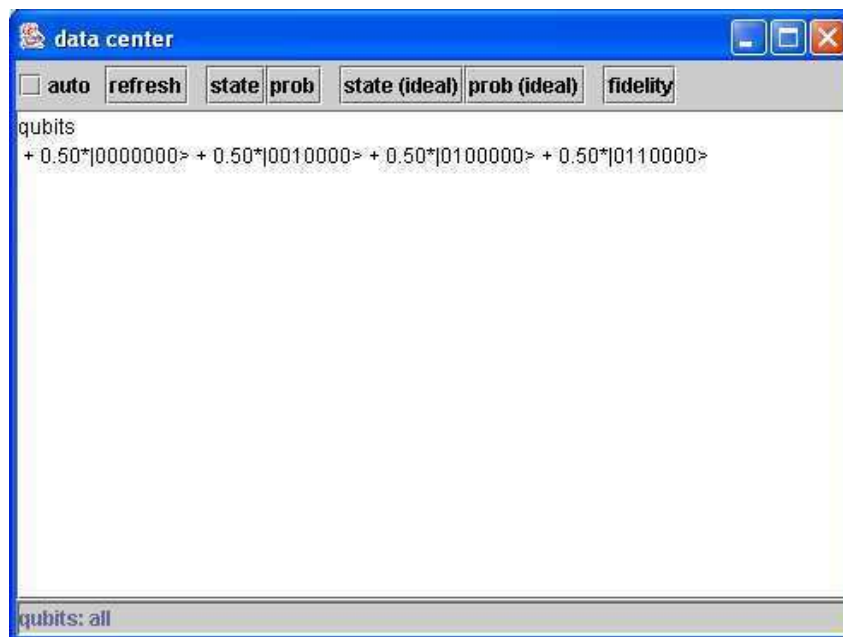 data center
auto refresh state prob state (ideal) prob (ideal) fidelity
qubits
+ 0.50*|0000000> + 0.50*|0010000> + 0.50*|0100000> + 0.50*|0110000>
qubits: all